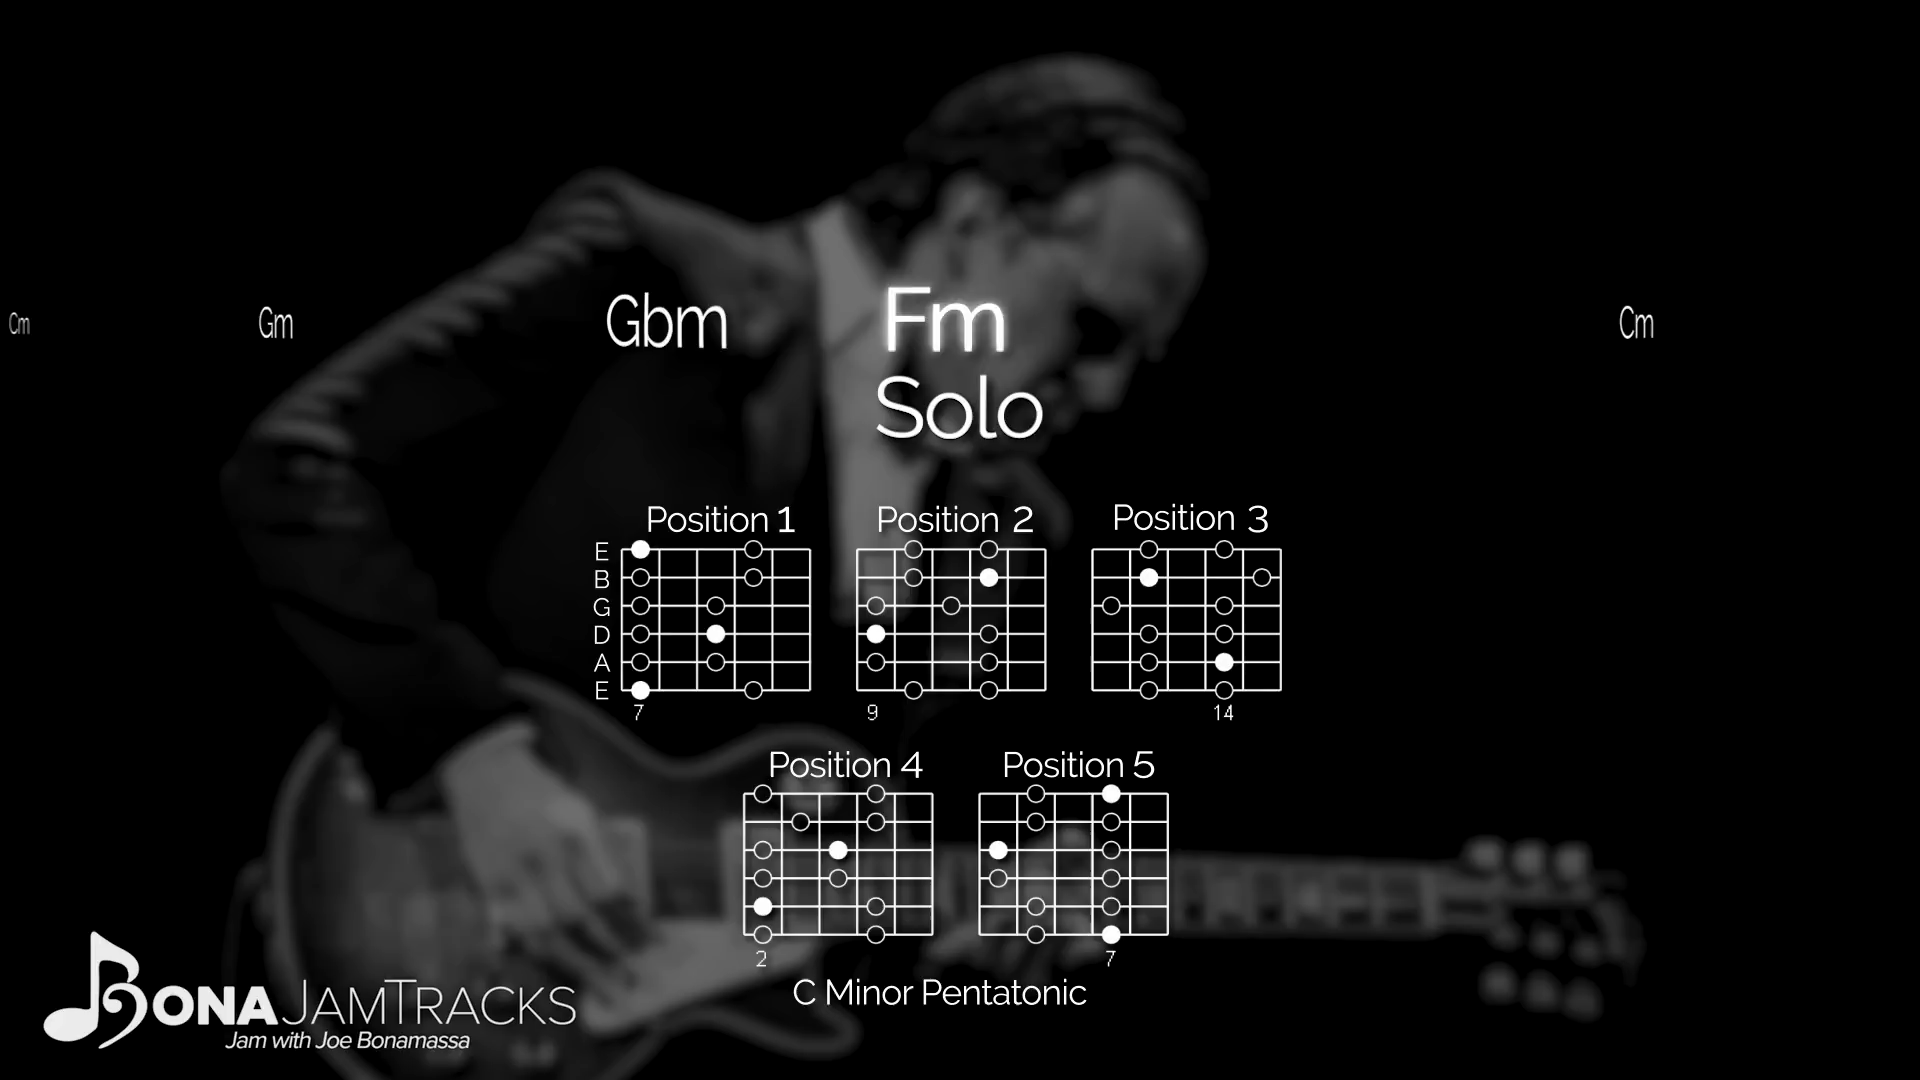 Cm Gm Gbm Fm Cm
Solo
Position 1 Position 2 Position 3
E
B
G
D
A
E
7 9 14
Position 4 Position 5
2 7
C Minor Pentatonic
BONAJAMTRACKS
Jam with Joe Bonamassa